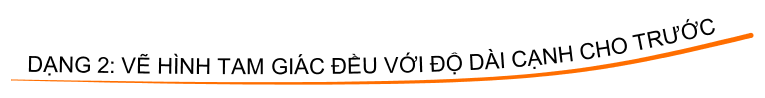 DẠNG 2: VẼ HÌNH TAM GIÁC ĐỀU VỚI ĐỘ DÀI CẠNH CHO TRƯỚC